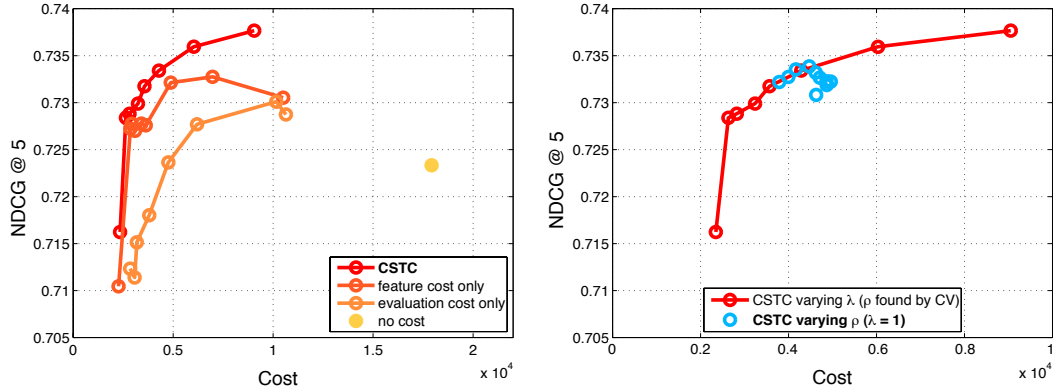 0.74
0.735
0.73
0.725
0.72
0.715
0.71
0.705
NDCG @ 5
0 0.5 1 1.5 2
x 10^4
Cost
CSTC
feature cost only
evaluation cost only
no cost
0.74
0.735
0.73
0.725
0.72
0.715
0.71
0.705
NDCG @ 5
0 0.2 0.4 0.6 0.8 1
x 10^4
Cost
CSTC varying λ (ρ found by CV)
CSTC varying ρ (λ = 1)